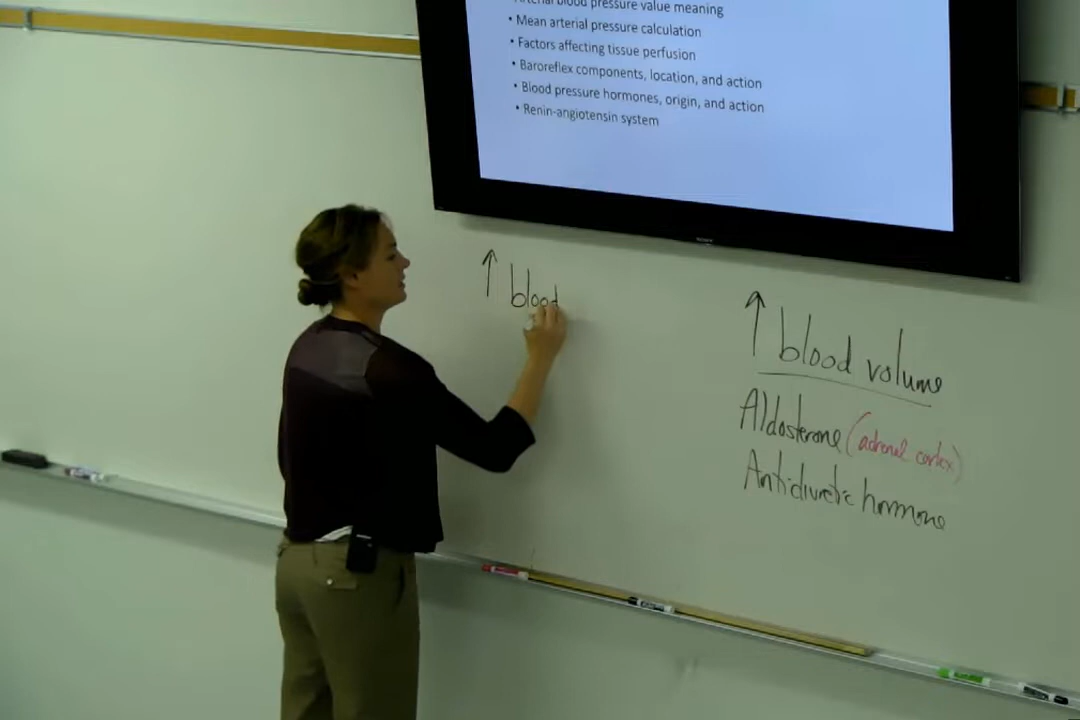 Arterial blood pressure value meaning
• Mean arterial pressure calculation
• Factors affecting tissue perfusion
• Baroreflex components, location, and action
• Blood pressure hormones, origin, and action
• Renin-angiotensin system
SONY
↑ blood
↑ blood volume
Aldosterone (adrenal cortex)
Antidiuretic hormone